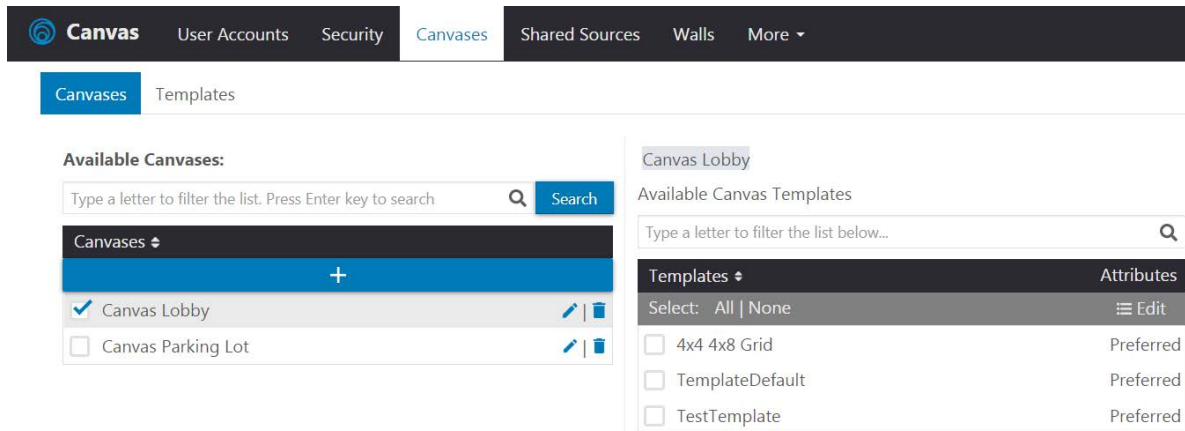 Canvas User Accounts Security Canvases Shared Sources Walls More
Canvases Templates
Available Canvases:
Type a letter to filter the list. Press Enter key to search Search
Canvases
+
Canvas Lobby
|
Canvas Parking Lot
|
Canvas Lobby
Available Canvas Templates
Type a letter to filter the list below...
Templates Attributes
Select: All | None Edit
4x4 4x8 Grid Preferred
TemplateDefault Preferred
TestTemplate Preferred